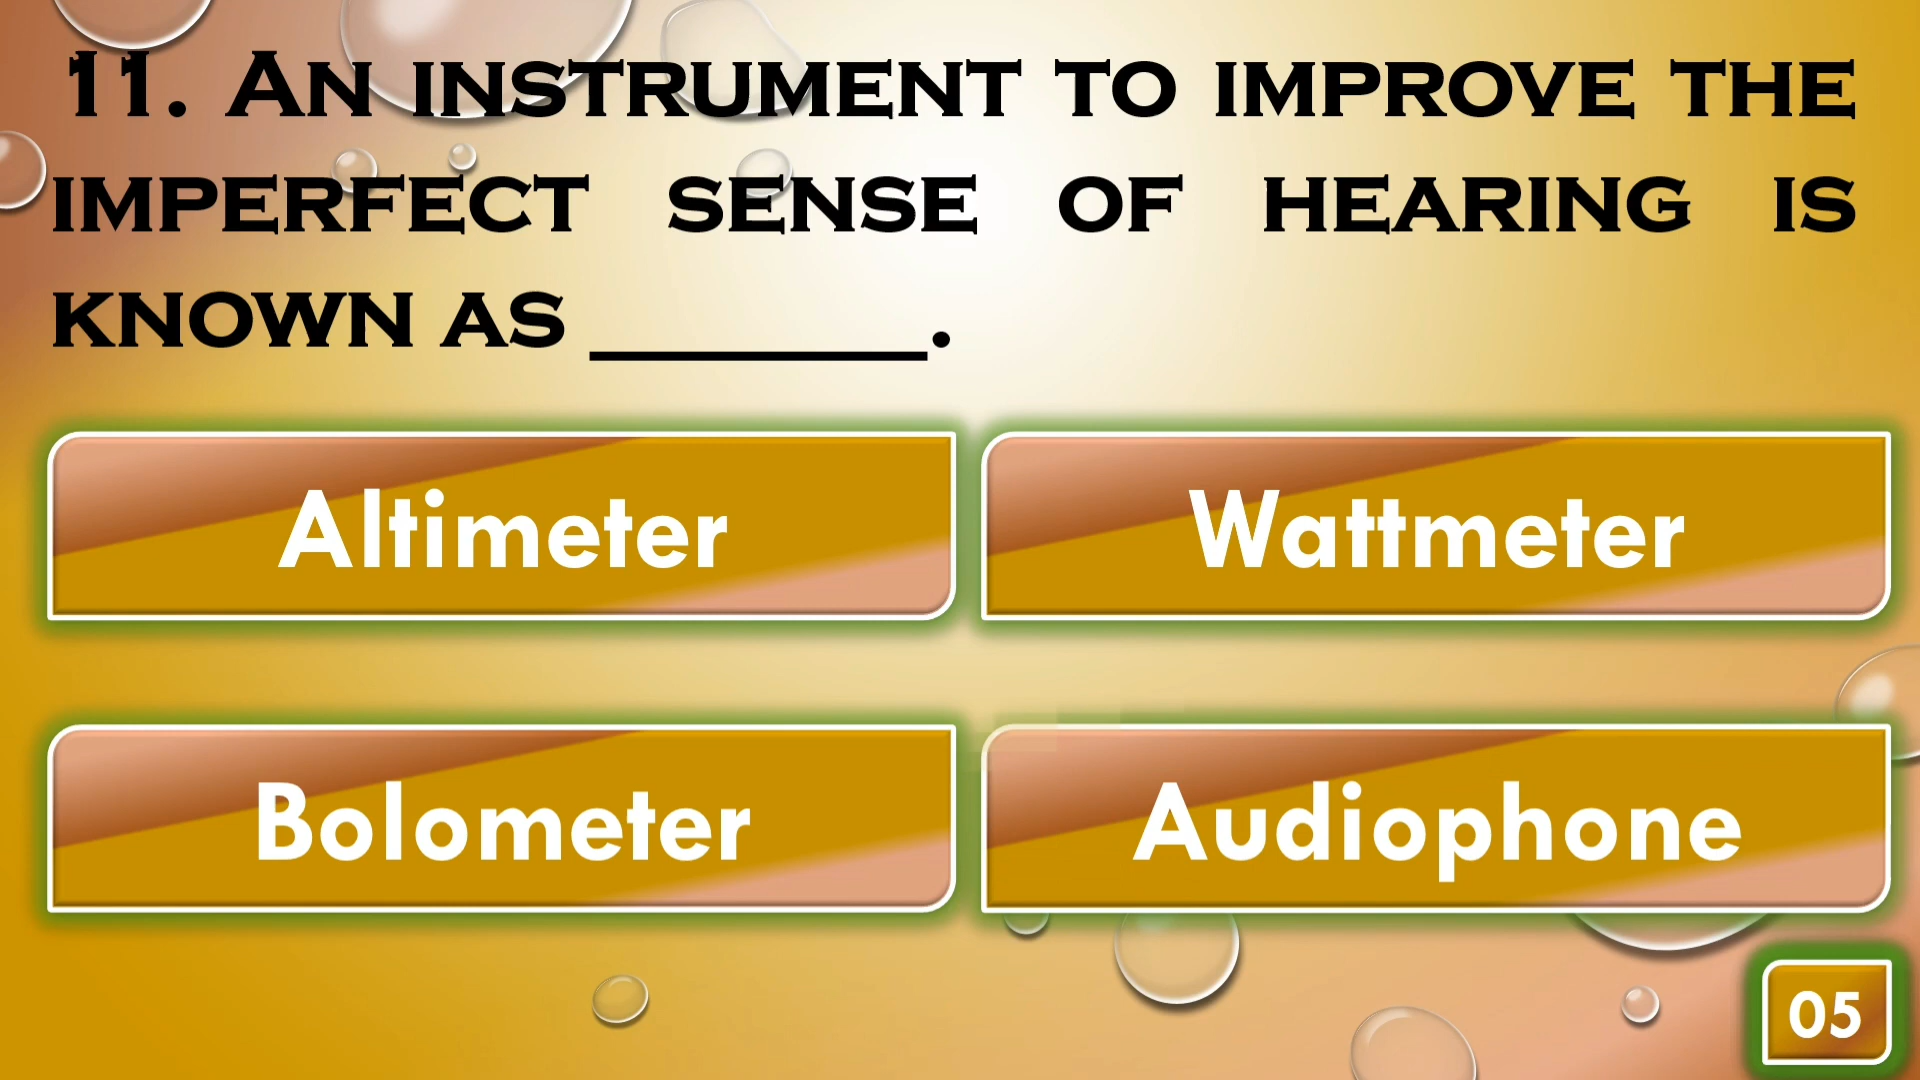 11. An instrument to improve the
imperfect sense of hearing is
known as ________.
Altimeter
Wattmeter
Bolometer
Audiophone
05